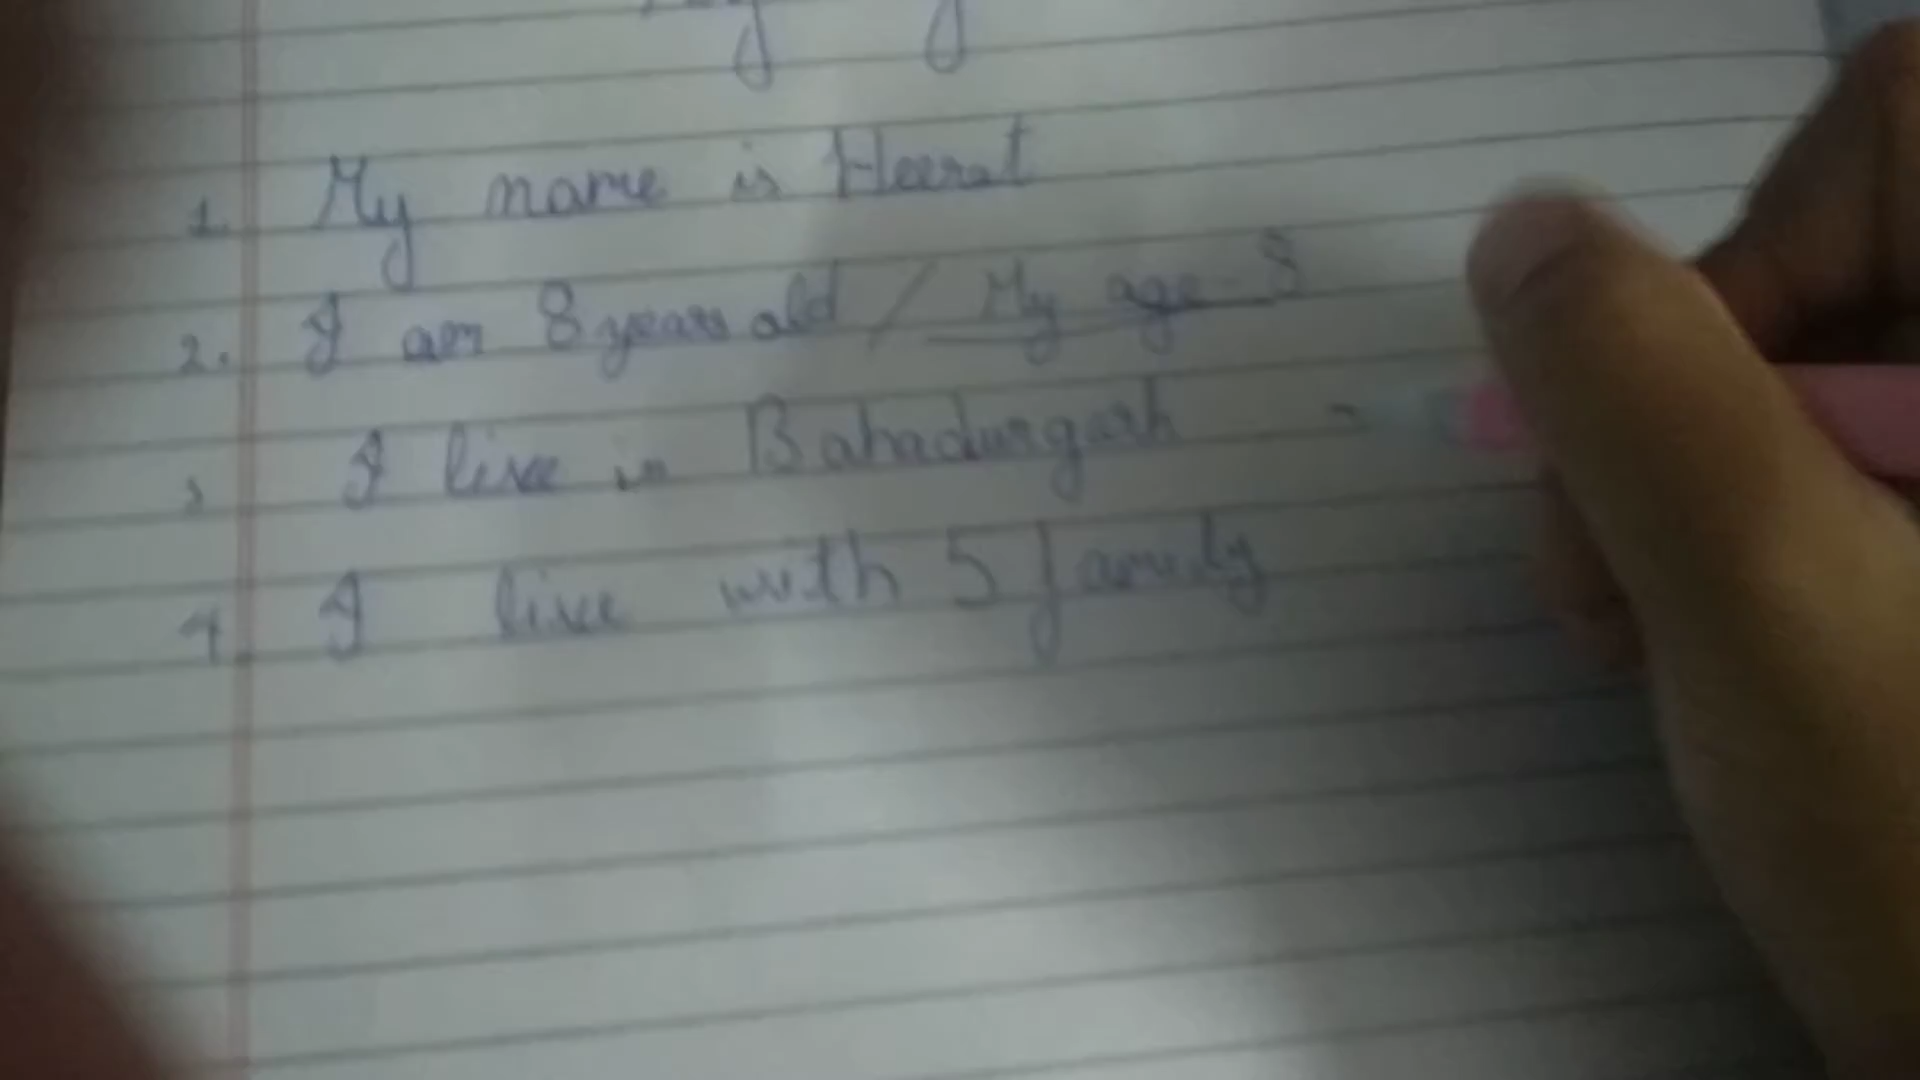 1. My name is Heerat
2. I am 8 years old / My age - 8
3 I live in Bahadurgarh -
4. I live with 5 family